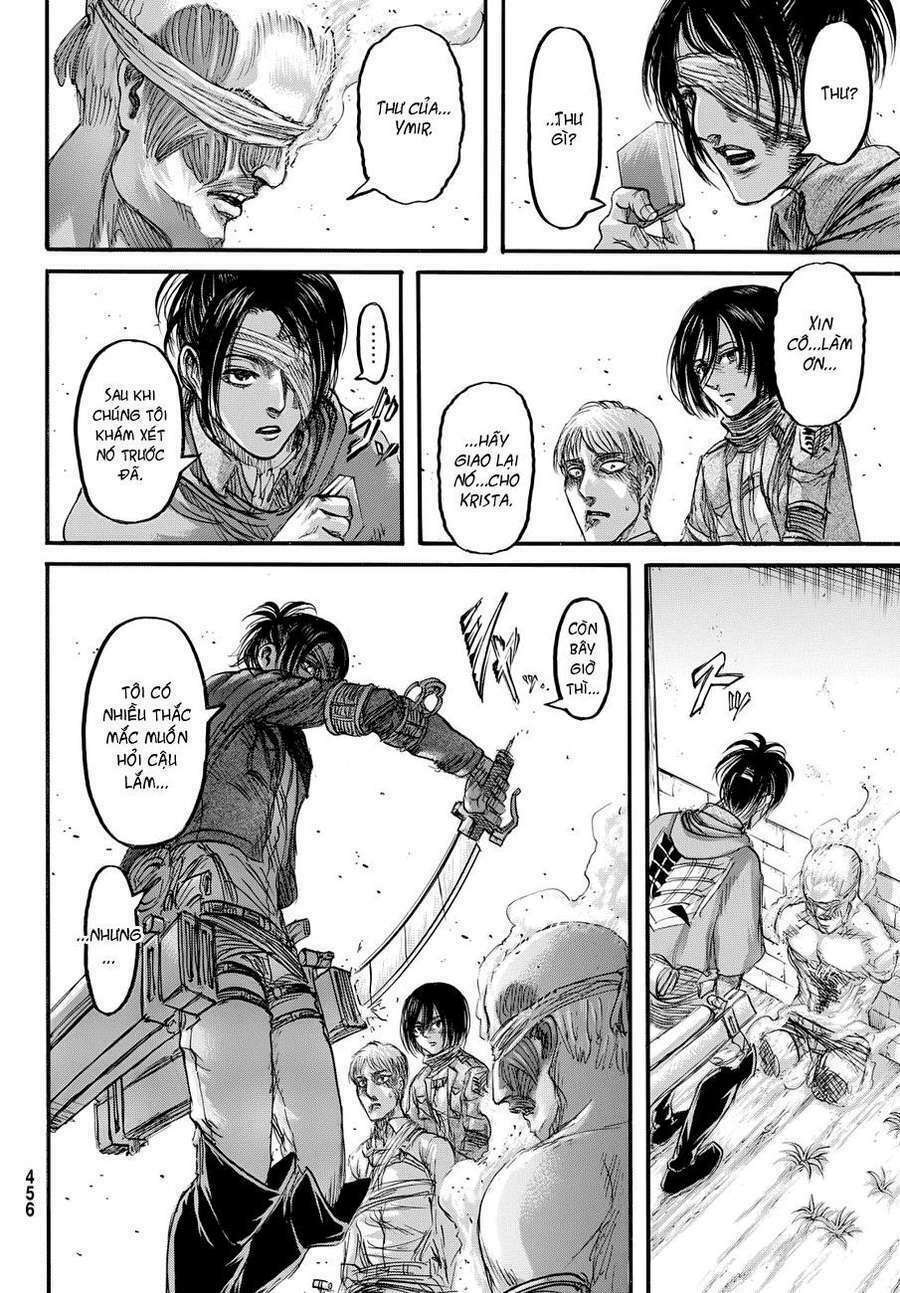 THƯ?
...THƯ
GÌ?
THƯ CỦA...
YMIR.
XIN
CÔ...LÀM
ƠN...
...HÃY
GIAO LẠI
NÓ...CHO
KRISTA.
......
SAU KHI
CHÚNG TÔI
KHÁM XÉT
NÓ TRƯỚC
ĐÃ.
CÒN
BÂY
GIỜ
THÌ...
TÔI CÓ
NHIỀU THẮC
MẮC MUỐN
HỎI CẬU
LẮM...
...NHƯNG
...
456